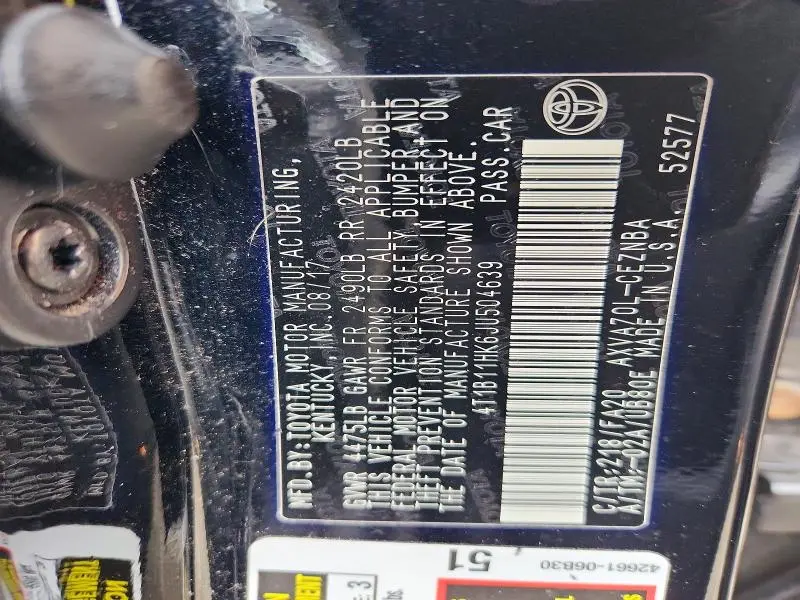 MFD. BY: TOYOTA MOTOR MANUFACTURING,
KENTUCKY, INC. 08/17
GVWR 4475LB GAWR FR 2490LB RR 2420LB
THIS VEHICLE CONFORMS TO ALL APPLICABLE
FEDERAL MOTOR VEHICLE SAFETY, BUMPER, AND
THEFT PREVENTION STANDARDS IN EFFECT ON
THE DATE OF MANUFACTURE SHOWN ABOVE.
4T1B11HK6JU504639 PASS.CAR
C/TR: 218/FA20 AXVA70L-CEZNBA
A/TM: -02A/UB80E MADE IN U.S.A. 52577
51
42661-06B30